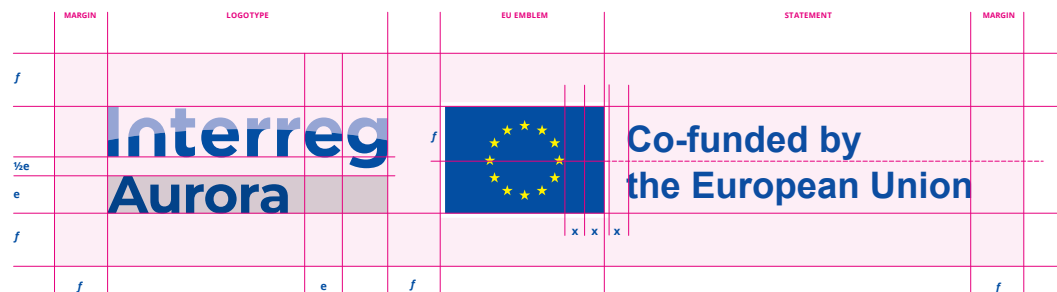 MARGIN LOGOTYPE EU EMBLEM STATEMENT MARGIN
ƒ
Interreg
ƒ
Co-funded by
½e
Aurora
the European Union
e
ƒ
x x x
ƒ e ƒ ƒ